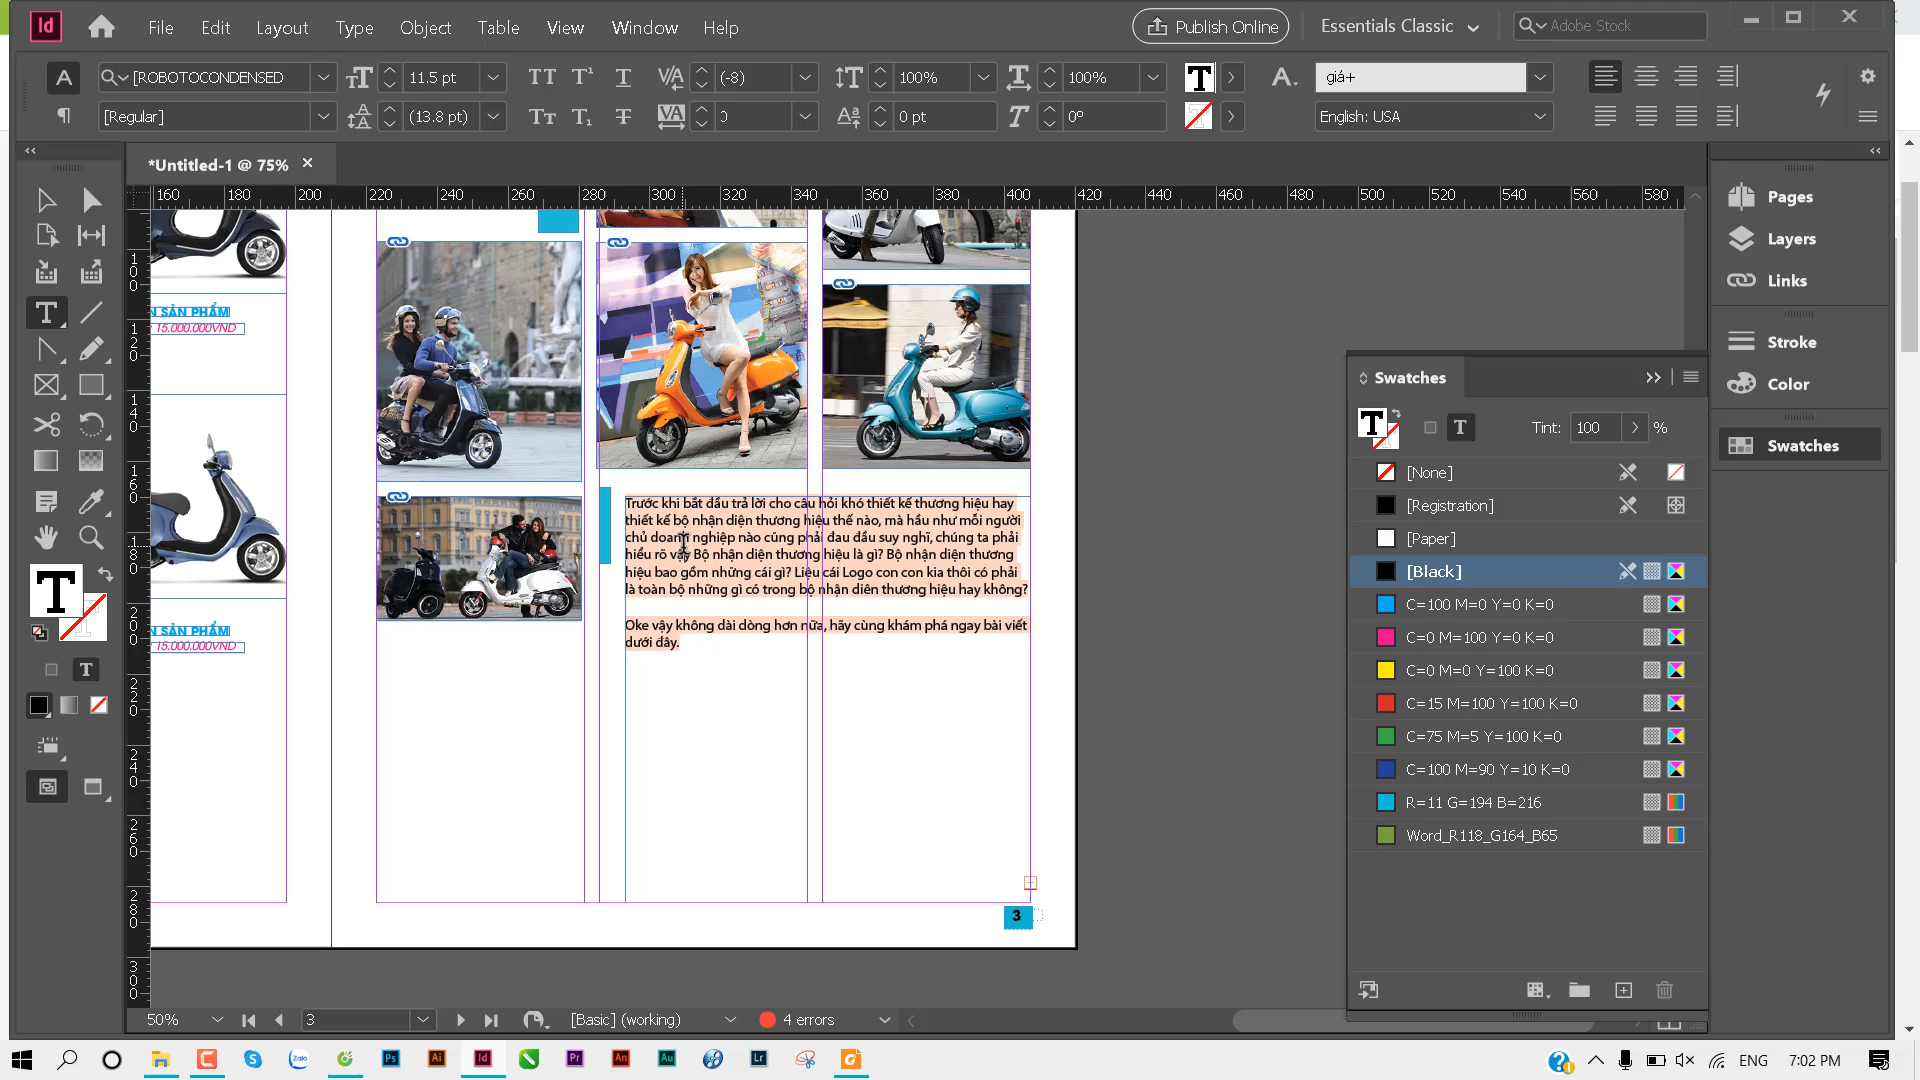 Id File Edit Layout Type Object Table View Window Help Publish Online Essentials Classic Adobe Stock
A [ROBOTOCONDENSED 11.5 pt (-8) 100% 100% T A. giá+
[Regular] (13.8 pt) 0 0 pt 0° English: USA
*Untitled-1 @ 75%
160 180 200 220 240 260 280 300 320 340 360 380 400 420 440 460 480 500 520 540 560 580
Pages
Layers
Links
Stroke
Color
Swatches
N SẢN PHẨM
15.000.000VND
N SẢN PHẨM
15.000.000VND
Trước khi bắt đầu trả lời cho câu hỏi khó thiết kế thương hiệu hay
thiết kế bộ nhận diện thương hiệu thế nào, mà hầu như mỗi người
chủ doanh nghiệp nào cũng phải đau đầu suy nghĩ, chúng ta phải
hiểu rõ vậy Bộ nhận diện thương hiệu là gì? Bộ nhận diện thương
hiệu bao gồm những cái gì? Liệu cái Logo con con kia thôi có phải
là toàn bộ những gì có trong bộ nhận diên thương hiệu hay không?
Oke vậy không dài dòng hơn nữa, hãy cùng khám phá ngay bài viết
dưới đây.
3
Swatches
T T Tint: 100 %
[None]
[Registration]
[Paper]
[Black]
C=100 M=0 Y=0 K=0
C=0 M=100 Y=0 K=0
C=0 M=0 Y=100 K=0
C=15 M=100 Y=100 K=0
C=75 M=5 Y=100 K=0
C=100 M=90 Y=10 K=0
R=11 G=194 B=216
Word_R118_G164_B65
50% 3 [Basic] (working) 4 errors
Zalo Ps Ai Id Pr An Au Lr ENG 7:02 PM